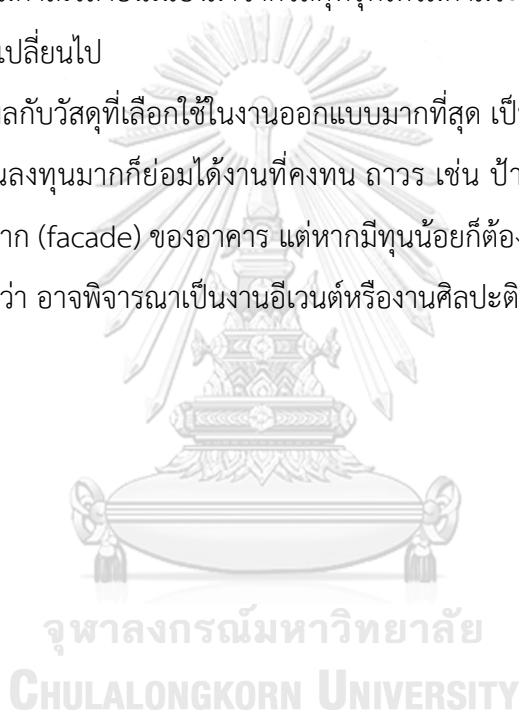 เปลี่ยนไป
ลกับวัสดุที่เลือกใช้ในงานออกแบบมากที่สุด เป็
นลงทุนมากก็ย่อมได้งานที่คงทน ถาวร เช่น ป้า
าก (facade) ของอาคาร แต่หากมีทุนน้อยก็ต้อง
ว่า อาจพิจารณาเป็นงานอีเวนต์หรืองานศิลปะติ
จุฬาลงกรณ์มหาวิทยาลัย
CHULALONGKORN UNIVERSITY